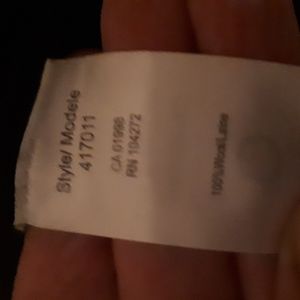 Style/ Modele
417011
CA 01998
RN 104272
100%Wool/Laine